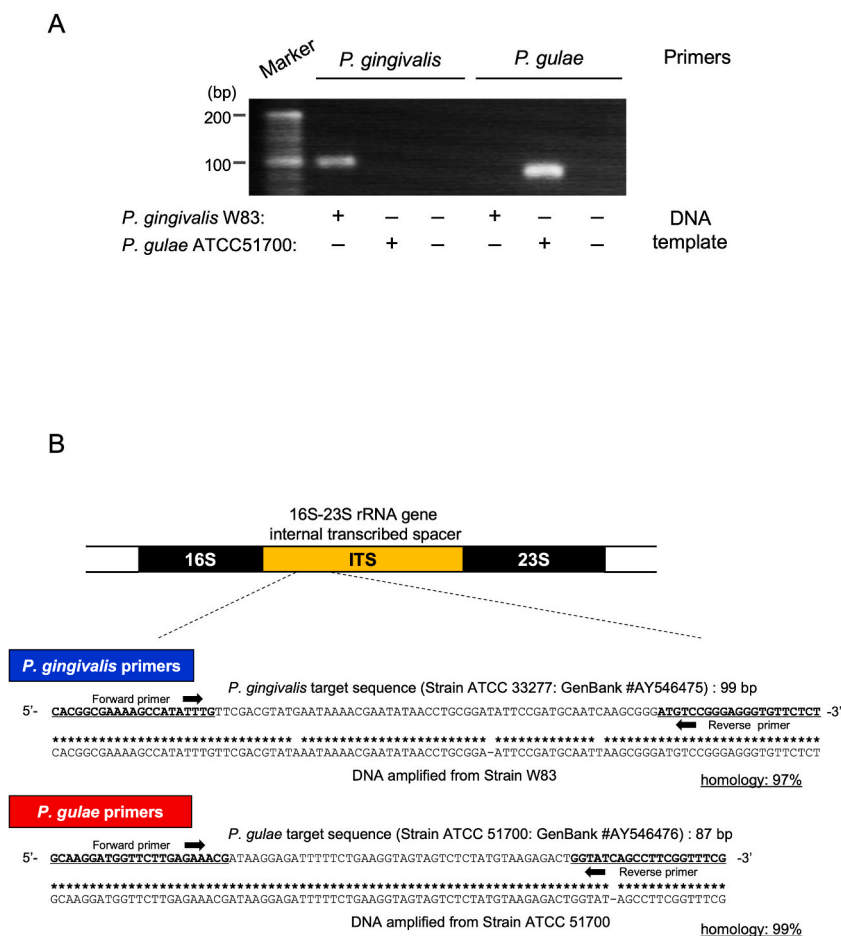 A
Marker
P. gingivalis P. gulae Primers
(bp)
200
100
P. gingivalis W83: + – – + – – DNA
P. gulae ATCC51700: – + – – + – template
B
16S-23S rRNA gene
internal transcribed spacer
16S ITS 23S
P. gingivalis primers
P. gingivalis target sequence (Strain ATCC 33277: GenBank #AY546475) : 99 bp
Forward primer
5’- CACGGCGAAAAGCCATATTTGTTCGACGTATGAATAAAACGAATATAACCTGCGGATATTCCGATGCAATCAAGCGGGATGTCCGGGAGGGTGTTCTCT -3’
Reverse primer
******************************* ************************ ************* ****************************
CACGGCGAAAAGCCATATTTGTTCGACGTATAAATAAAACGAATATAACCTGCGGA-ATTCCGATGCAATTAAGCGGGATGTCCGGGAGGGTGTTCTCT
DNA amplified from Strain W83
homology: 97%
P. gulae primers
P. gulae target sequence (Strain ATCC 51700: GenBank #AY546476) : 87 bp
Forward primer
5’- GCAAGGATGGTTCTTGAGAAACGATAAGGAGATTTTTCTGAAGGTAGTAGTCTCTATGTAAGAGACTGGTATCAGCCTTCGGTTTCG -3’
Reverse primer
*********************************************************************** ***************
GCAAGGATGGTTCTTGAGAAACGATAAGGAGATTTTTCTGAAGGTAGTAGTCTCTATGTAAGAGACTGGTAT-AGCCTTCGGTTTCG
DNA amplified from Strain ATCC 51700
homology: 99%